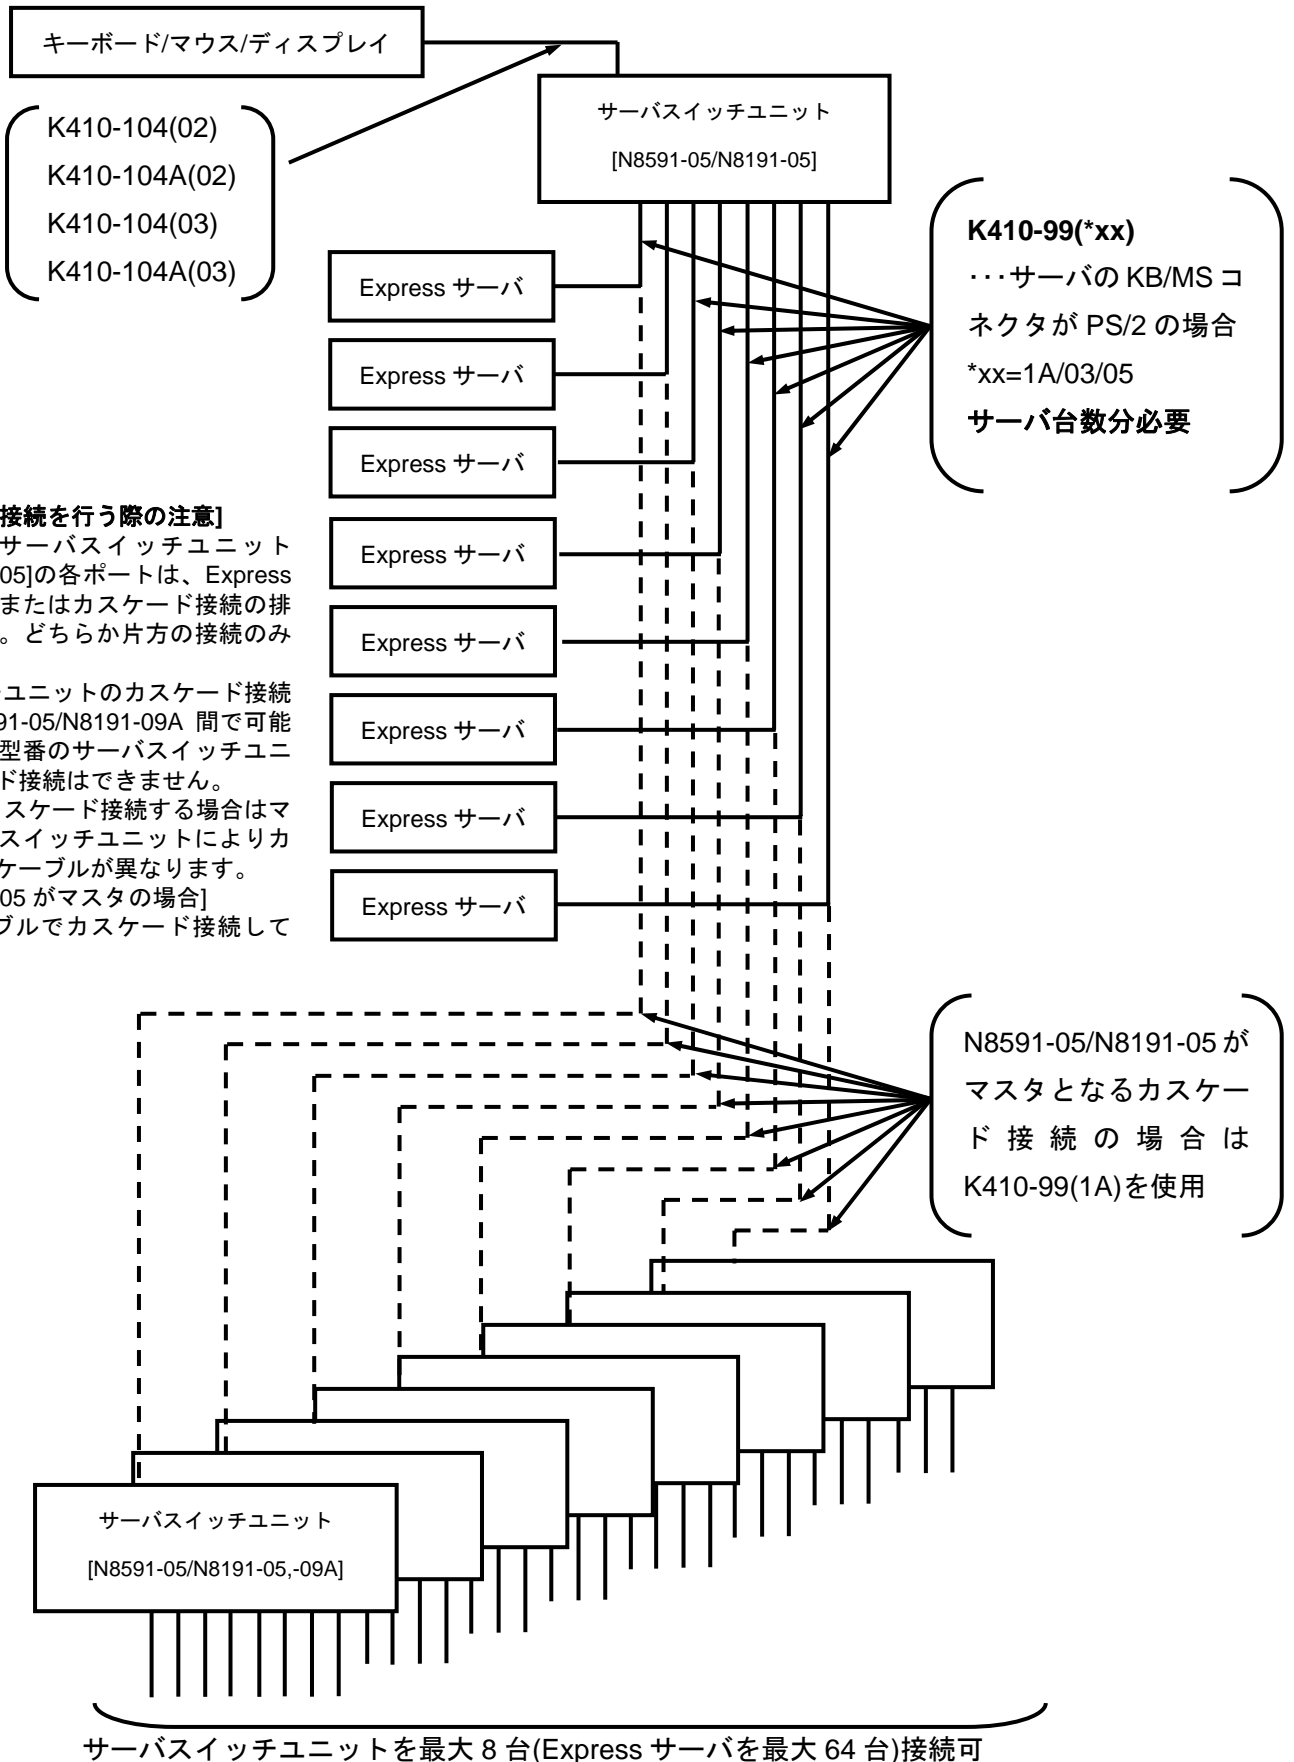 キーボード/マウス/ディスプレイ
サーバスイッチユニット
[N8591-05/N8191-05]
K410-104(02)
K410-104A(02)
K410-104(03)
K410-104A(03)
K410-99(*xx)
･･･サーバの KB/MS コ
ネクタが PS/2 の場合
*xx=1A/03/05
サーバ台数分必要
Express サーバ
Express サーバ
Express サーバ
Express サーバ
Express サーバ
Express サーバ
Express サーバ
Express サーバ
接続を行う際の注意]
サーバスイッチユニット
05]の各ポートは、Express
またはカスケード接続の排
。どちらか片方の接続のみ
ユニットのカスケード接続
91-05/N8191-09A 間で可能
型番のサーバスイッチユニ
ド接続はできません。
スケード接続する場合はマ
スイッチユニットによりカ
ケーブルが異なります。
05 がマスタの場合]
ブルでカスケード接続して
N8591-05/N8191-05 が
マスタとなるカスケー
ド接続の場合は
K410-99(1A)を使用
サーバスイッチユニット
[N8591-05/N8191-05,-09A]
サーバスイッチユニットを最大 8 台(Express サーバを最大 64 台)接続可